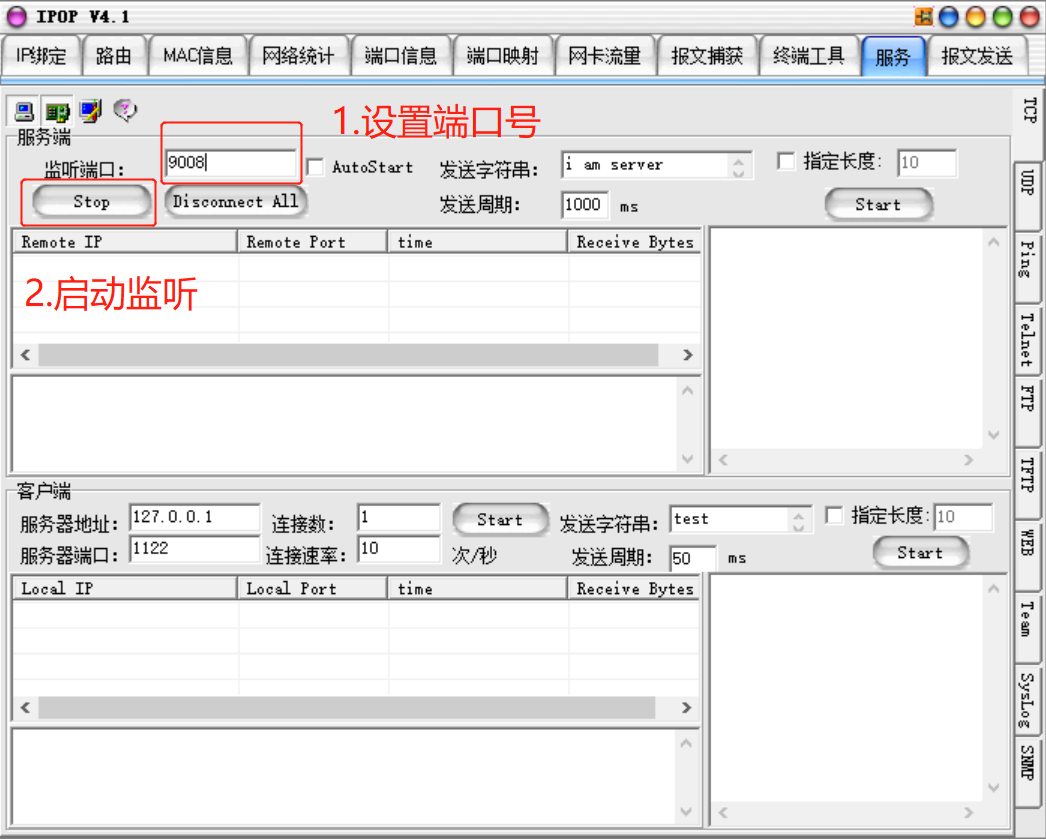 IPOP V4.1
IP绑定 路由 MAC信息 网络统计 端口信息 端口映射 网卡流量 报文捕获 终端工具 服务 报文发送
1.设置端口号
服务端
监听端口: 9008 AutoStart 发送字符串: i am server 指定长度: 10
Stop Disconnect All 发送周期: 1000 ms Start
Remote IP Remote Port time Receive Bytes
2.启动监听
客户端
服务器地址: 127.0.0.1 连接数: 1 Start 发送字符串: test 指定长度: 10
服务器端口: 1122 连接速率: 10 次/秒 发送周期: 50 ms Start
Local IP Local Port time Receive Bytes
TCP
UDP
Ping
Telnet
FTP
TFTP
WEB
Team
SysLog
SNMP